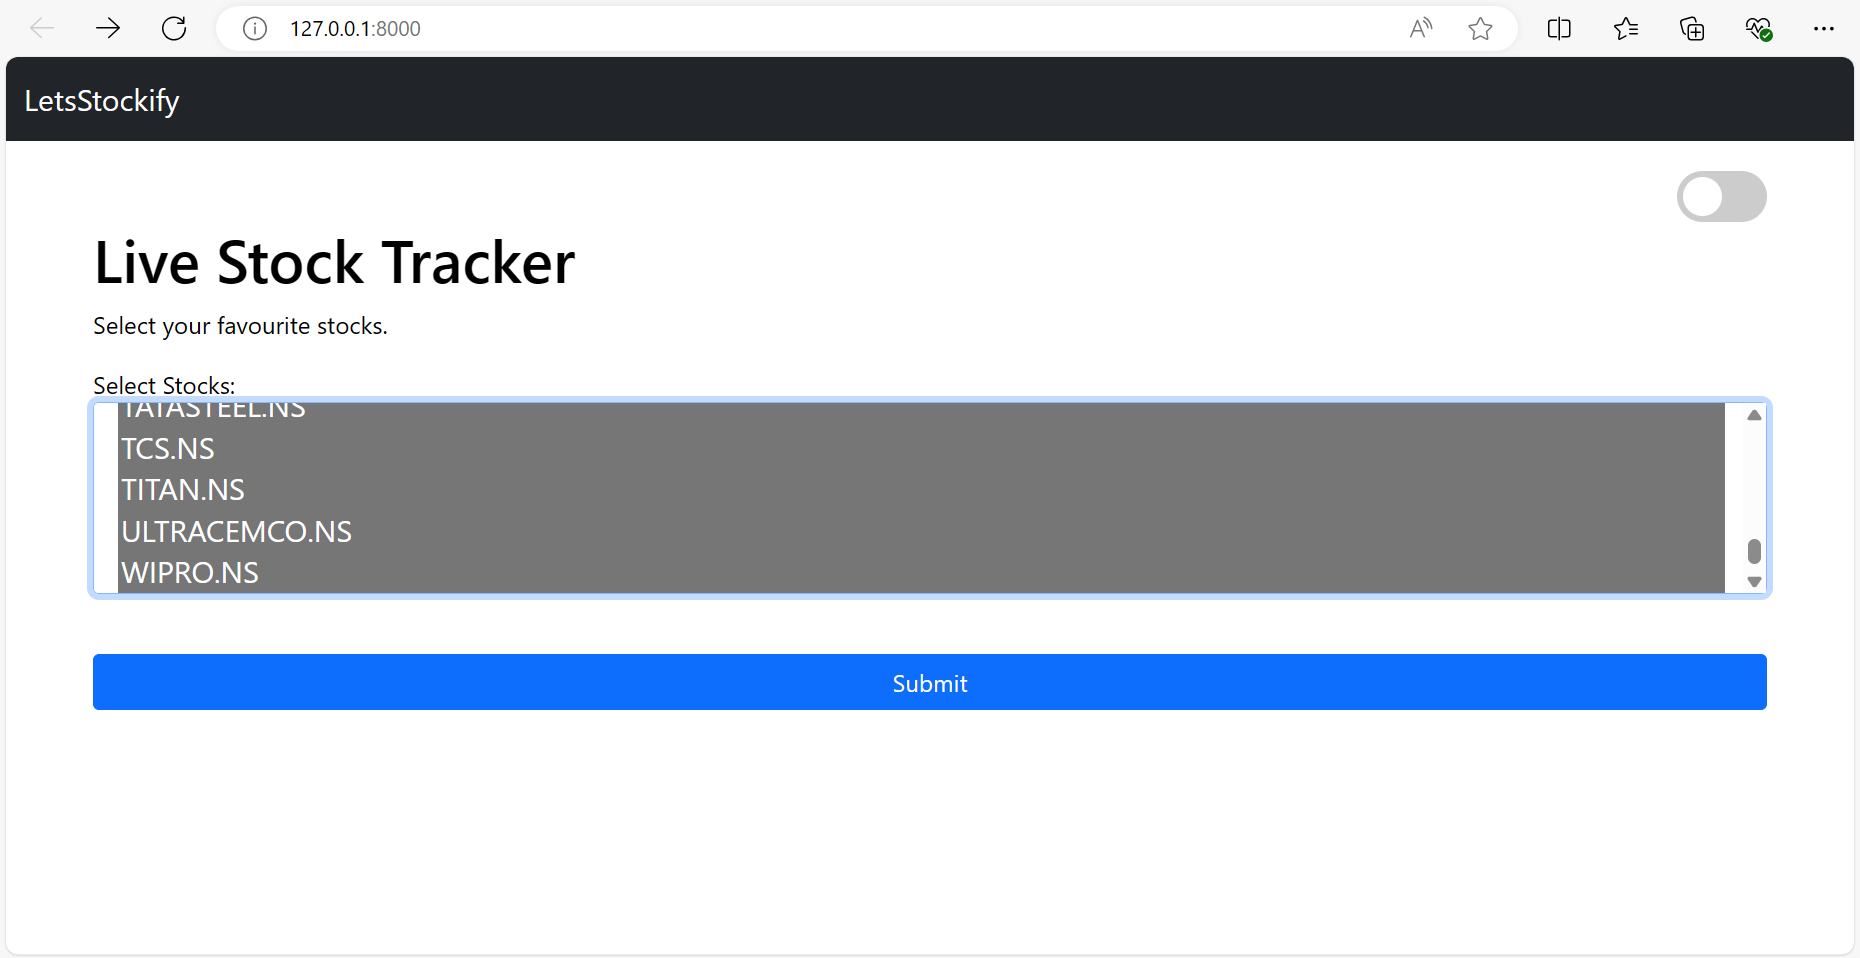 127.0.0.1:8000
LetsStockify
Live Stock Tracker
Select your favourite stocks.
Select Stocks:
TATASTEEL.NS
TCS.NS
TITAN.NS
ULTRACEMCO.NS
WIPRO.NS
Submit